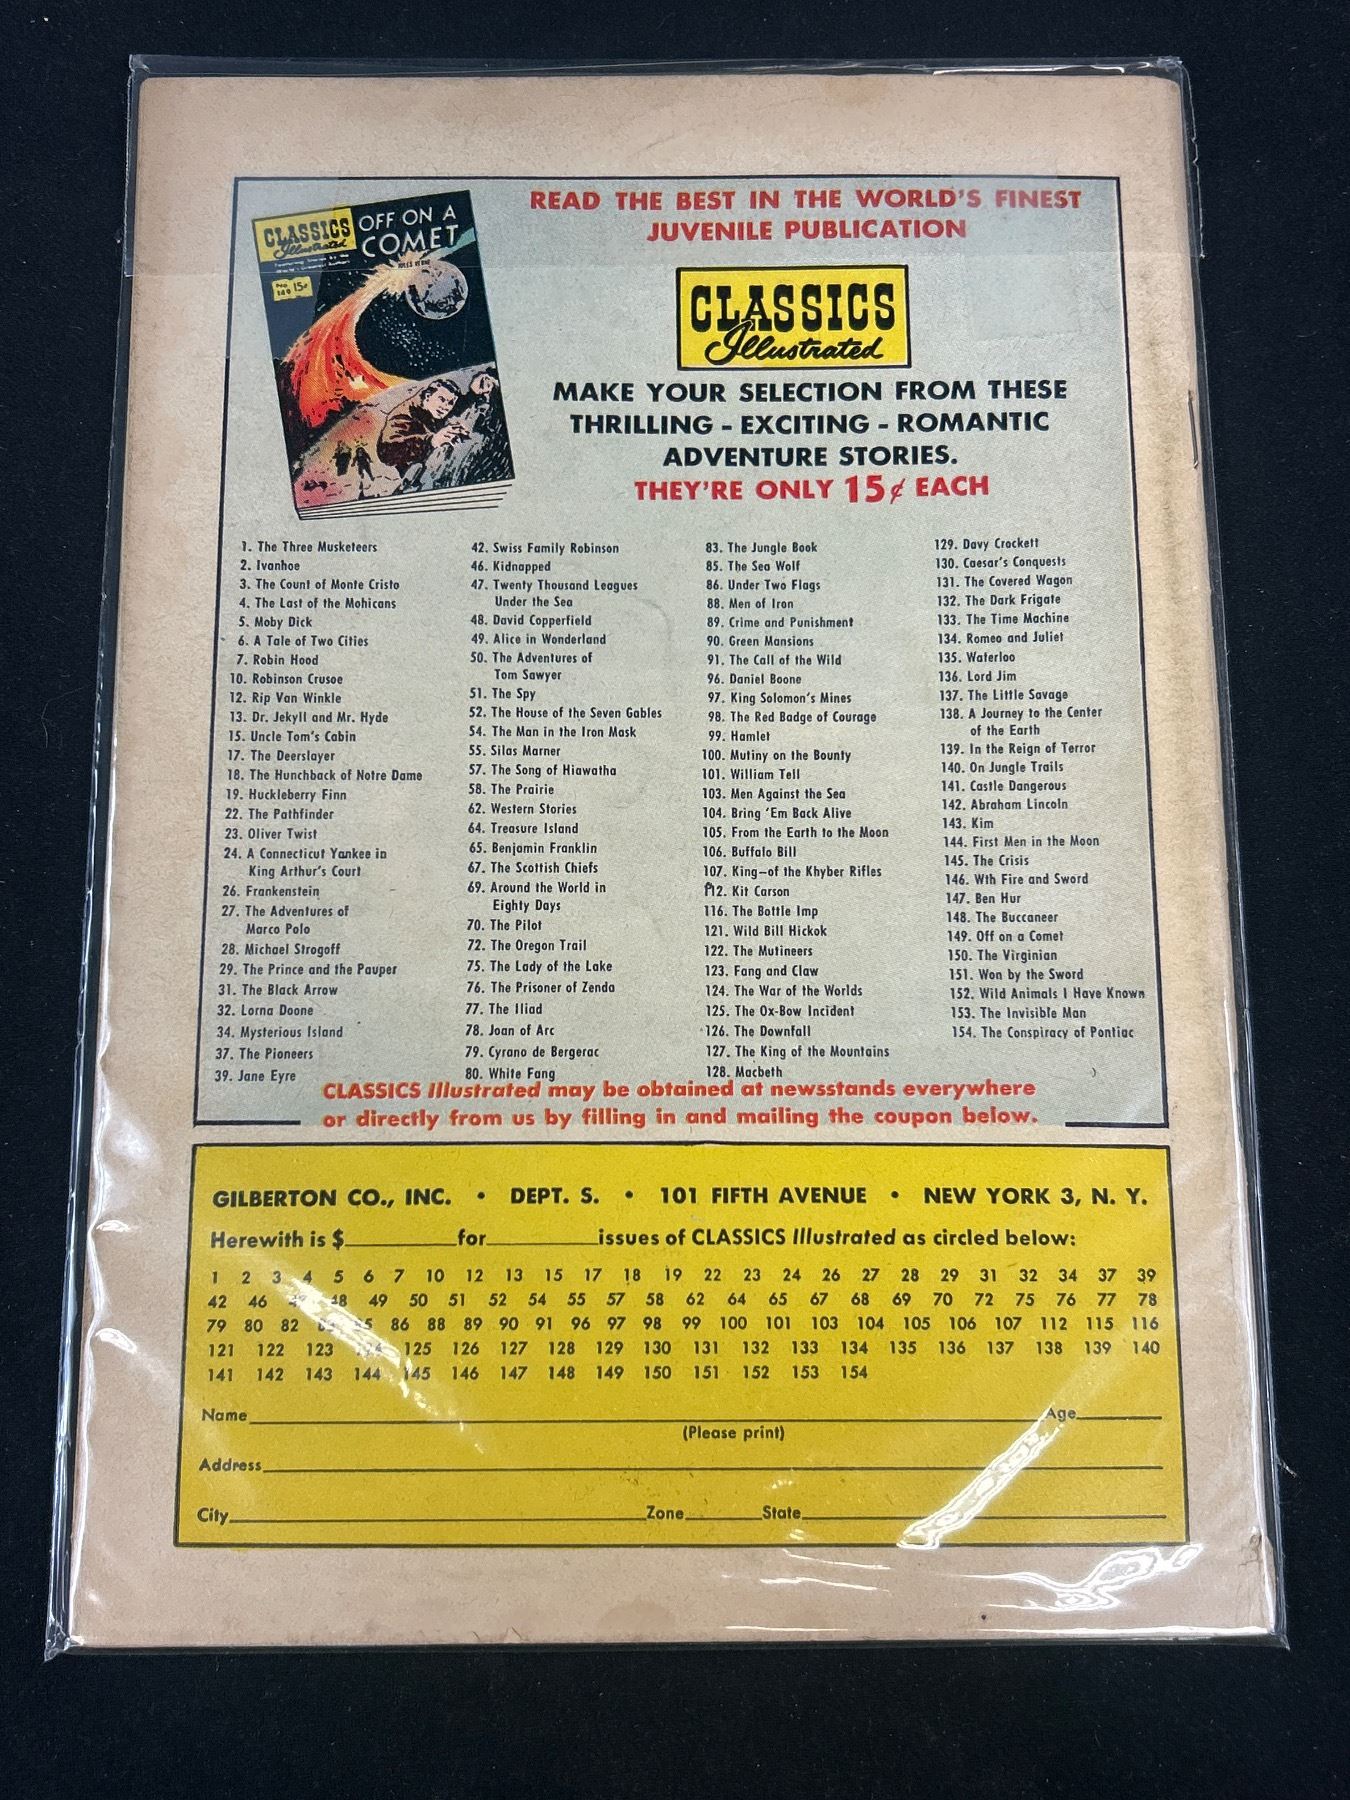 CLASSICS
Illustrated
Featuring Stories by the
World's Greatest Authors
OFF ON A
COMET
JULES VERNE
No
149 15¢
READ THE BEST IN THE WORLD'S FINEST
JUVENILE PUBLICATION
CLASSICS
Illustrated
MAKE YOUR SELECTION FROM THESE
THRILLING - EXCITING - ROMANTIC
ADVENTURE STORIES.
THEY'RE ONLY 15¢ EACH
1. The Three Musketeers
2. Ivanhoe
3. The Count of Monte Cristo
4. The Last of the Mohicans
5. Moby Dick
6. A Tale of Two Cities
7. Robin Hood
10. Robinson Crusoe
12. Rip Van Winkle
13. Dr. Jekyll and Mr. Hyde
15. Uncle Tom's Cabin
17. The Deerslayer
18. The Hunchback of Notre Dame
19. Huckleberry Finn
22. The Pathfinder
23. Oliver Twist
24. A Connecticut Yankee in
King Arthur's Court
26. Frankenstein
27. The Adventures of
Marco Polo
28. Michael Strogoff
29. The Prince and the Pauper
31. The Black Arrow
32. Lorna Doone
34. Mysterious Island
37. The Pioneers
39. Jane Eyre
42. Swiss Family Robinson
46. Kidnapped
47. Twenty Thousand Leagues
Under the Sea
48. David Copperfield
49. Alice in Wonderland
50. The Adventures of
Tom Sawyer
51. The Spy
52. The House of the Seven Gables
54. The Man in the Iron Mask
55. Silas Marner
57. The Song of Hiawatha
58. The Prairie
62. Western Stories
64. Treasure Island
65. Benjamin Franklin
67. The Scottish Chiefs
69. Around the World in
Eighty Days
70. The Pilot
72. The Oregon Trail
75. The Lady of the Lake
76. The Prisoner of Zenda
77. The Iliad
78. Joan of Arc
79. Cyrano de Bergerac
80. White Fang
83. The Jungle Book
85. The Sea Wolf
86. Under Two Flags
88. Men of Iron
89. Crime and Punishment
90. Green Mansions
91. The Call of the Wild
96. Daniel Boone
97. King Solomon's Mines
98. The Red Badge of Courage
99. Hamlet
100. Mutiny on the Bounty
101. William Tell
103. Men Against the Sea
104. Bring 'Em Back Alive
105. From the Earth to the Moon
106. Buffalo Bill
107. King—of the Khyber Rifles
112. Kit Carson
116. The Bottle Imp
121. Wild Bill Hickok
122. The Mutineers
123. Fang and Claw
124. The War of the Worlds
125. The Ox-Bow Incident
126. The Downfall
127. The King of the Mountains
128. Macbeth
129. Davy Crockett
130. Caesar's Conquests
131. The Covered Wagon
132. The Dark Frigate
133. The Time Machine
134. Romeo and Juliet
135. Waterloo
136. Lord Jim
137. The Little Savage
138. A Journey to the Center
of the Earth
139. In the Reign of Terror
140. On Jungle Trails
141. Castle Dangerous
142. Abraham Lincoln
143. Kim
144. First Men in the Moon
145. The Crisis
146. Wth Fire and Sword
147. Ben Hur
148. The Buccaneer
149. Off on a Comet
150. The Virginian
151. Won by the Sword
152. Wild Animals I Have Known
153. The Invisible Man
154. The Conspiracy of Pontiac
CLASSICS Illustrated may be obtained at newsstands everywhere
or directly from us by filling in and mailing the coupon below.
GILBERTON CO., INC. • DEPT. S. • 101 FIFTH AVENUE • NEW YORK 3, N. Y.
Herewith is $ for issues of CLASSICS Illustrated as circled below:
1 2 3 4 5 6 7 10 12 13 15 17 18 19 22 23 24 26 27 28 29 31 32 34 37 39
42 46 47 48 49 50 51 52 54 55 57 58 62 64 65 67 68 69 70 72 75 76 77 78
79 80 82 85 86 88 89 90 91 96 97 98 99 100 101 103 104 105 106 107 112 115 116
121 122 123 124 125 126 127 128 129 130 131 132 133 134 135 136 137 138 139 140
141 142 143 144 145 146 147 148 149 150 151 152 153 154
Name Age
(Please print)
Address
City Zone State